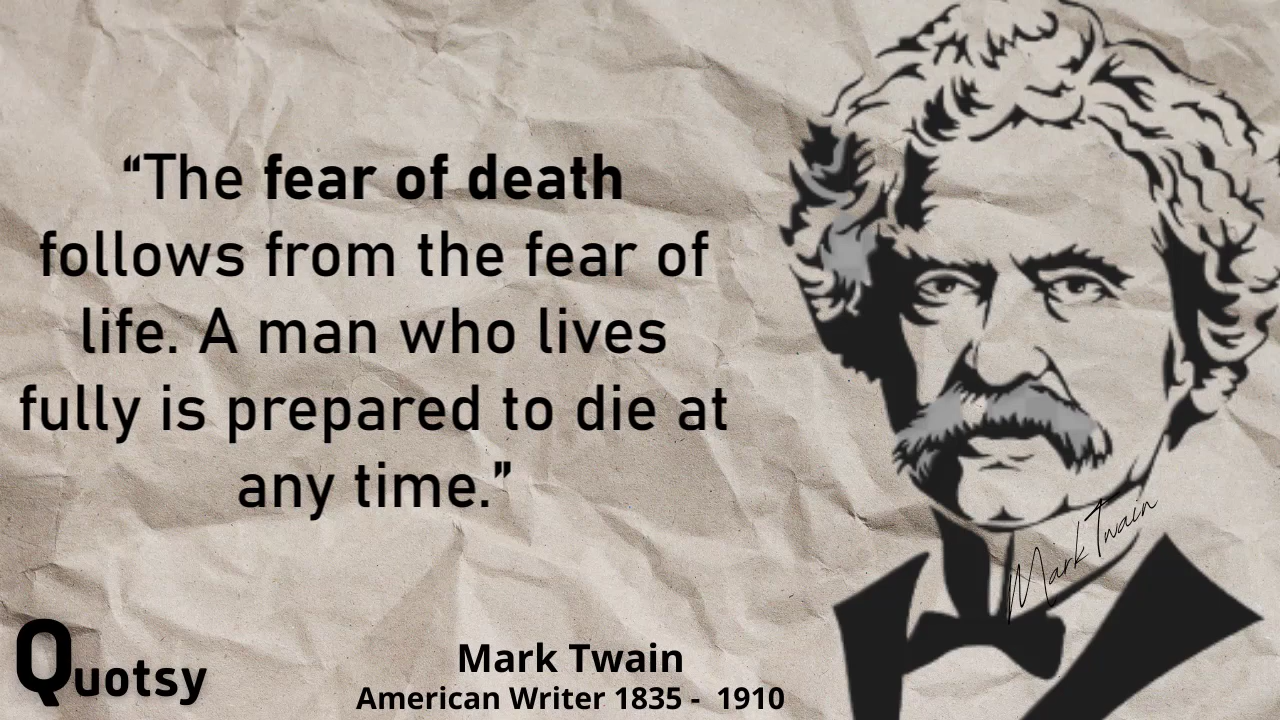 “The fear of death
follows from the fear of
life. A man who lives
fully is prepared to die at
any time.”
Mark Twain
Quotsy
Mark Twain
American Writer 1835 -  1910